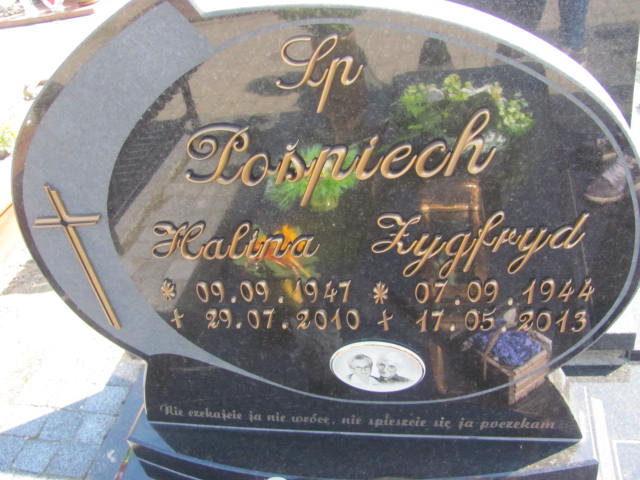 Śp
Pośpiech
Halina Zygfryd
* 09.09.1947 * 07.09.1944
+ 29.07.2010 + 17.05.2013
Nie czekajcie ja nie wrócę, nie spieszcie się ja poczekam